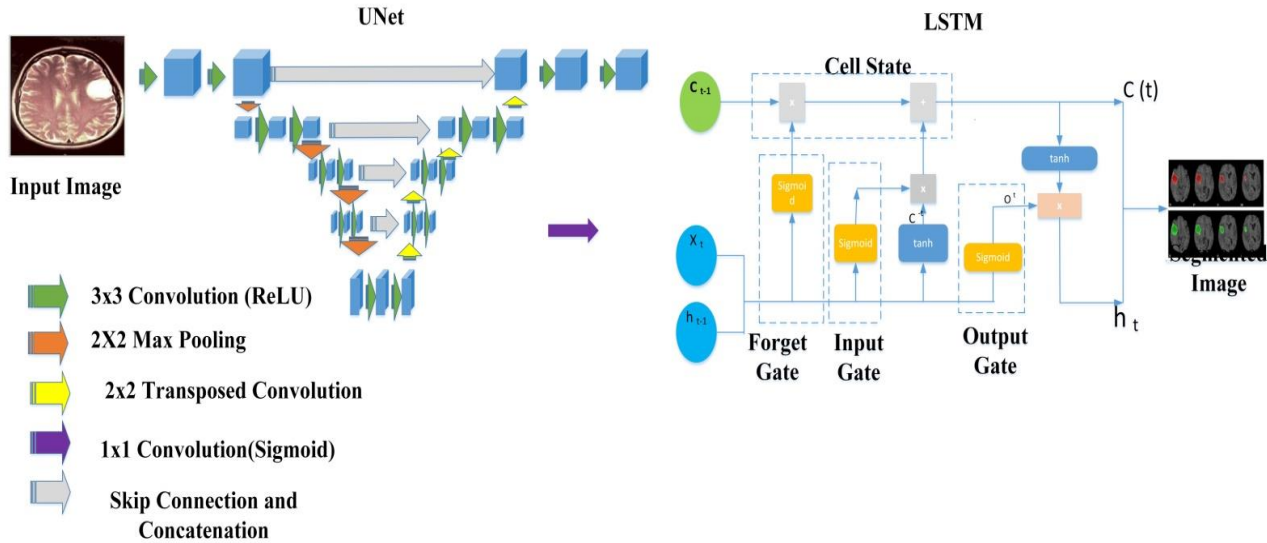 UNet
Input Image
3x3 Convolution (ReLU)
2X2 Max Pooling
2x2 Transposed Convolution
1x1 Convolution(Sigmoid)
Skip Connection and
Concatenation
LSTM
Cell State
C t-1
x
+
C (t)
tanh
Sigmoi
d
x
o t
x
C t
X t
Sigmoid
tanh
Sigmoid
h t-1
h t
Forget
Gate
Input
Gate
Output
Gate
Segmented
Image